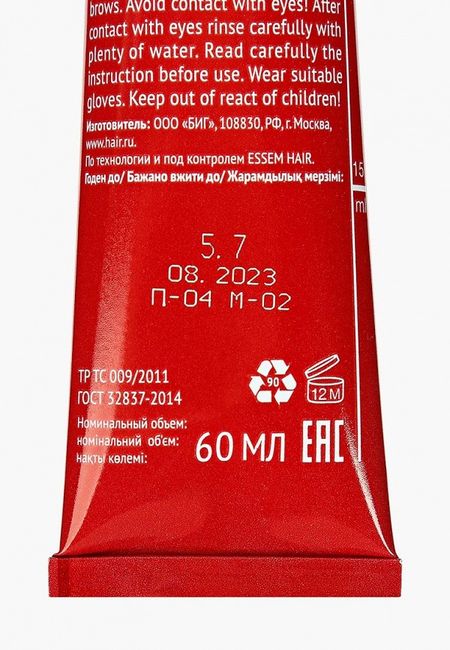 brows. Avoid contact with eyes! After
contact with eyes rinse carefully with
plenty of water. Read carefully the
instruction before use. Wear suitable
gloves. Keep out of react of children!
Изготовитель: ООО «БИГ», 108830, РФ, г. Москва,
www.hair.ru.
По технологии и под контролем ESSEM HAIR.
Годен до/ Бажано вжити до/ Жарамдылық мерзімі:
15
m
5.7
08.2023
П-04 М-02
ТР ТС 009/2011
ГОСТ 32837-2014
90
12 M
Номинальный объем:
номінальний об'єм:
нақты көлемі:
60 МЛ
EAC